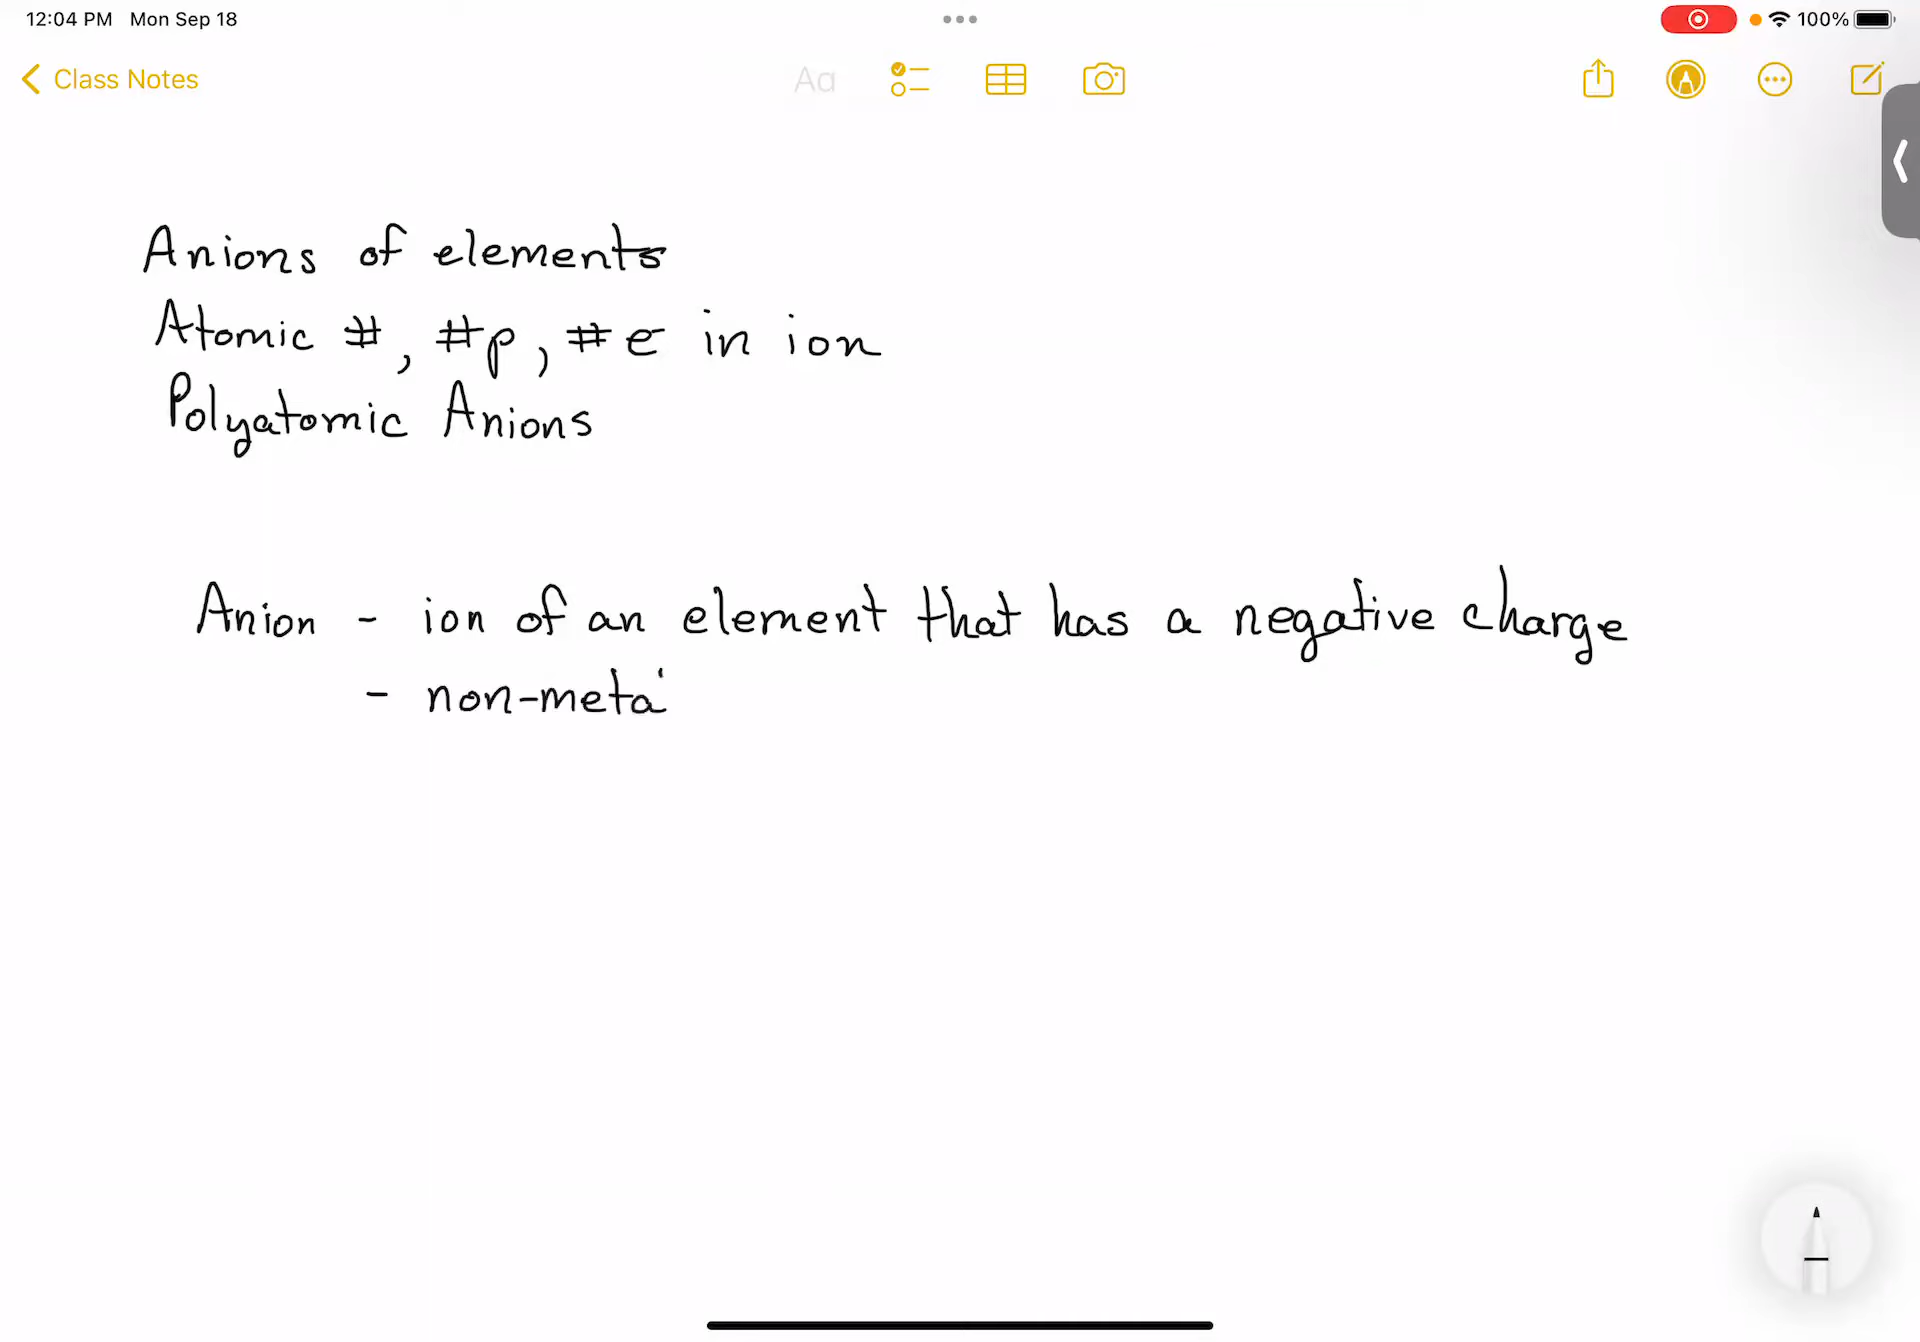 12:04 PM Mon Sep 18
100%
Class Notes
Aa
Anions of elements
Atomic #, #p, #e in ion
Polyatomic Anions
Anion - ion of an element that has a negative charge
- non-meta